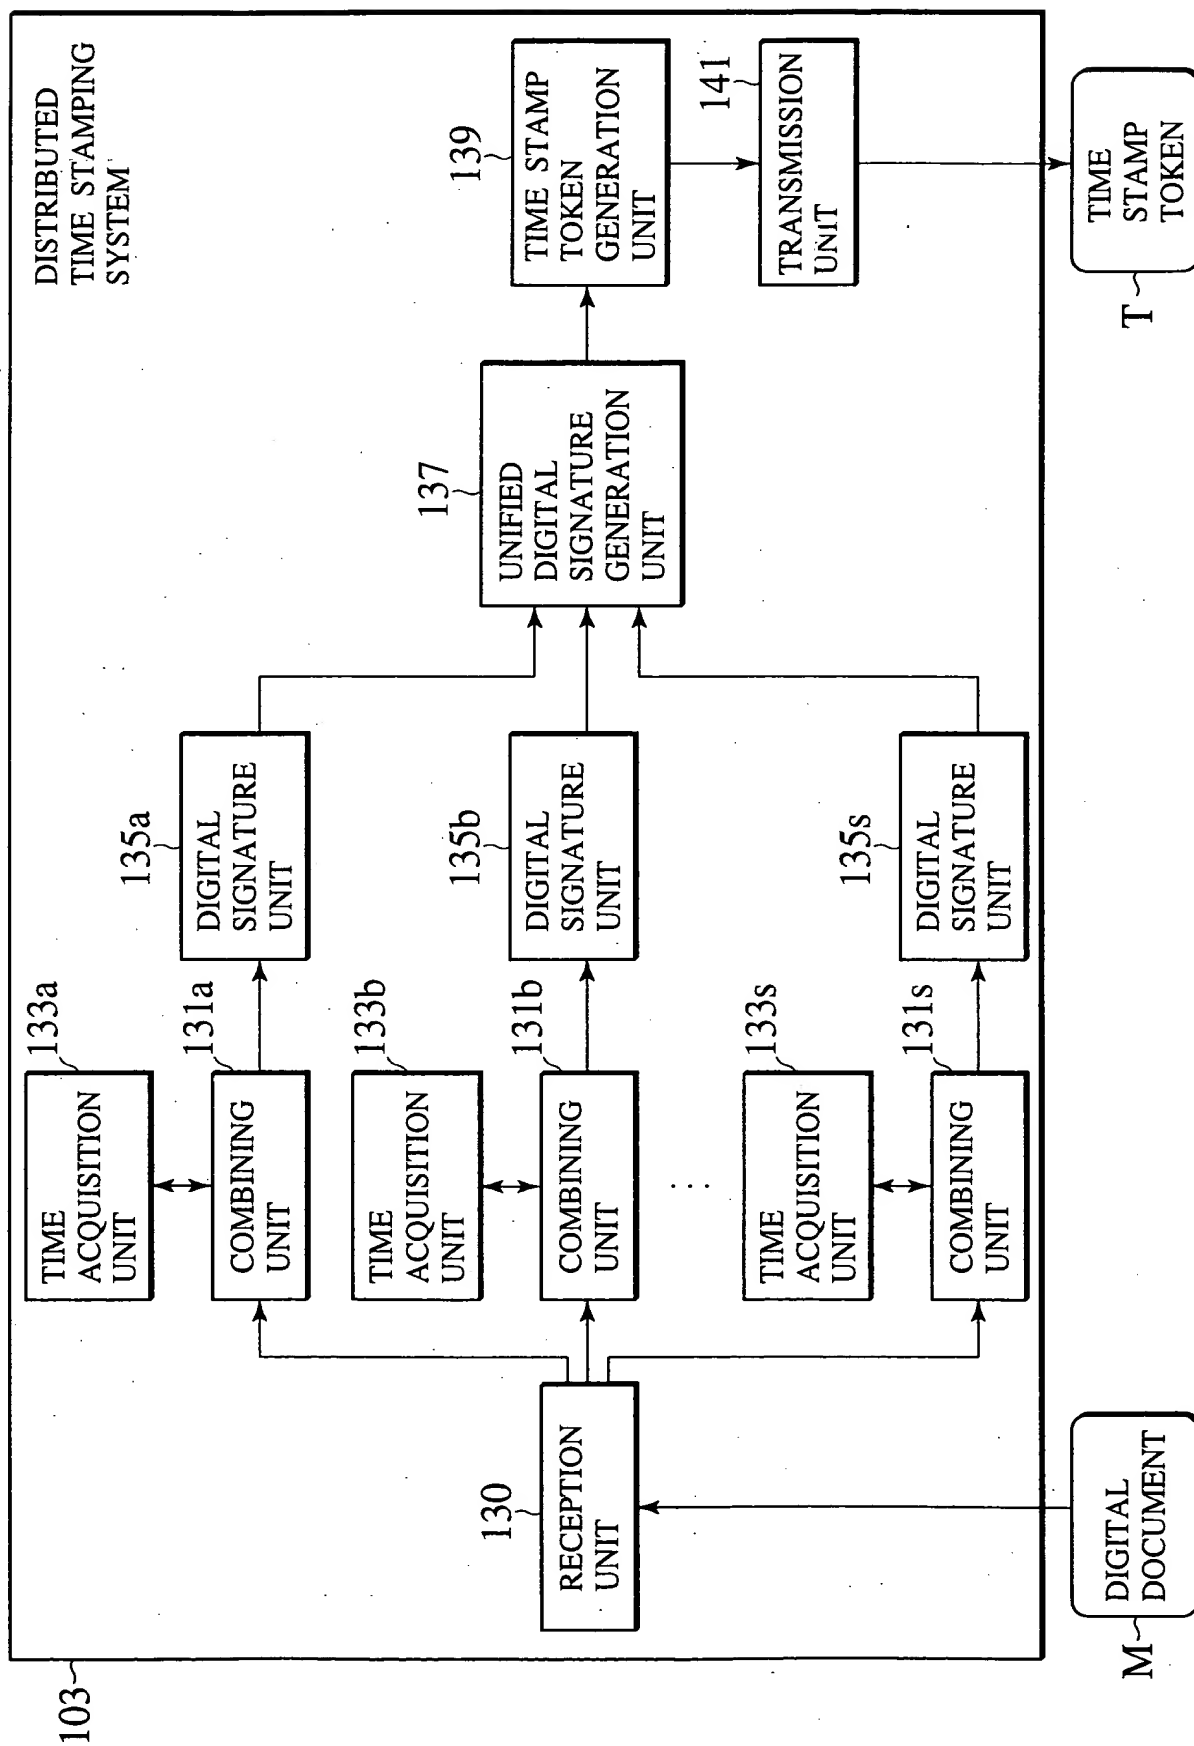 103
DISTRIBUTED
TIME STAMPING
SYSTEM
133a
TIME
ACQUISITION
UNIT
131a
COMBINING
UNIT
135a
DIGITAL
SIGNATURE
UNIT
133b
TIME
ACQUISITION
UNIT
131b
COMBINING
UNIT
135b
DIGITAL
SIGNATURE
UNIT
...
133s
TIME
ACQUISITION
UNIT
131s
COMBINING
UNIT
135s
DIGITAL
SIGNATURE
UNIT
130
RECEPTION
UNIT
137
UNIFIED
DIGITAL
SIGNATURE
GENERATION
UNIT
139
TIME STAMP
TOKEN
GENERATION
UNIT
141
TRANSMISSION
UNIT
M
DIGITAL
DOCUMENT
T
TIME
STAMP
TOKEN